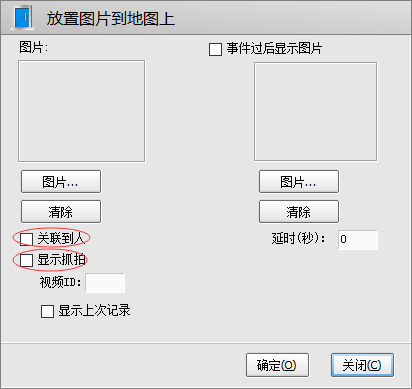 放置图片到地图上
图片:
事件过后显示图片
图片...
图片...
清除
清除
关联到人
延时(秒): 0
显示抓拍
视频ID:
显示上次记录
确定(O)
关闭(C)